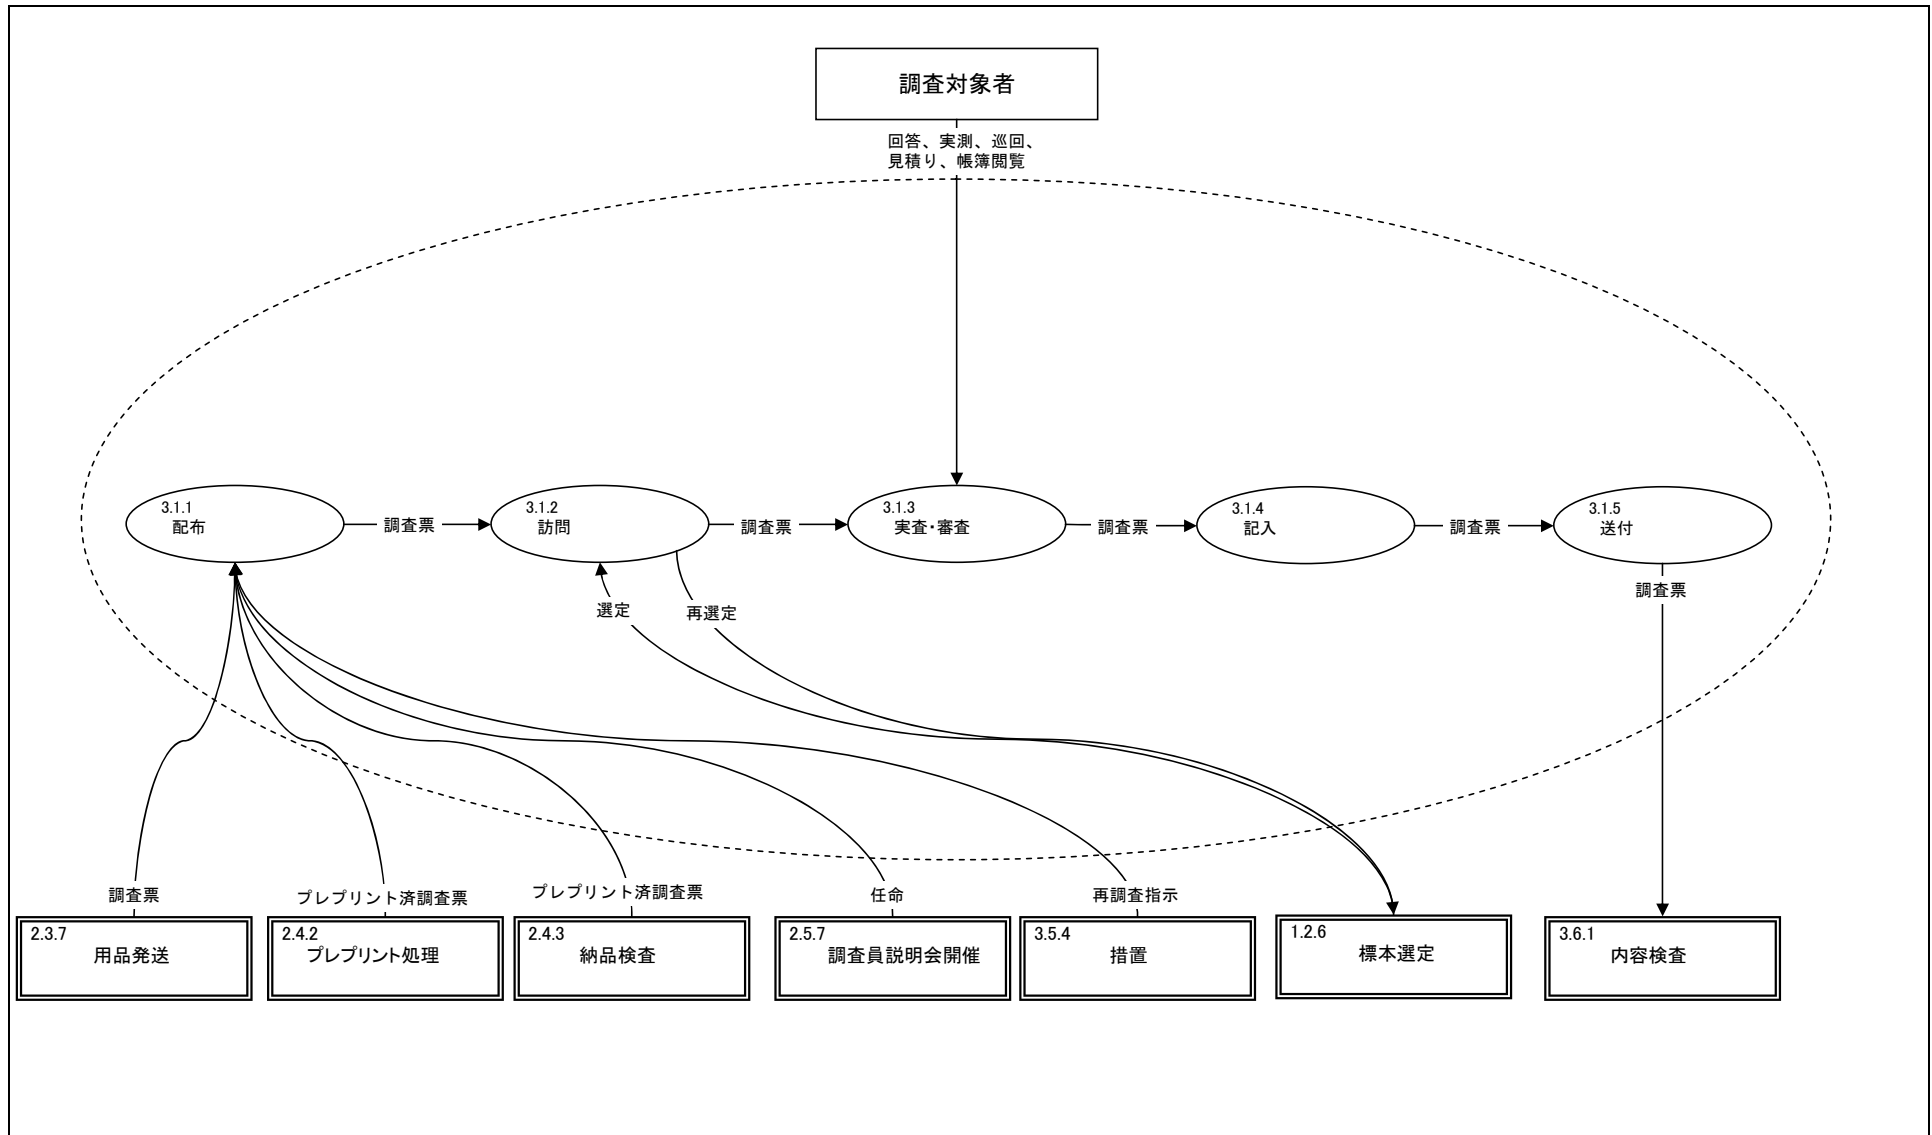 調査対象者
回答、実測、巡回、
見積り、帳簿閲覧
3.1.1
配布
調査票
3.1.2
訪問
調査票
3.1.3
実査・審査
調査票
3.1.4
記入
調査票
3.1.5
送付
調査票
選定
再選定
調査票
プレプリント済調査票
プレプリント済調査票
任命
再調査指示
2.3.7
用品発送
2.4.2
プレプリント処理
2.4.3
納品検査
2.5.7
調査員説明会開催
3.5.4
措置
1.2.6
標本選定
3.6.1
内容検査